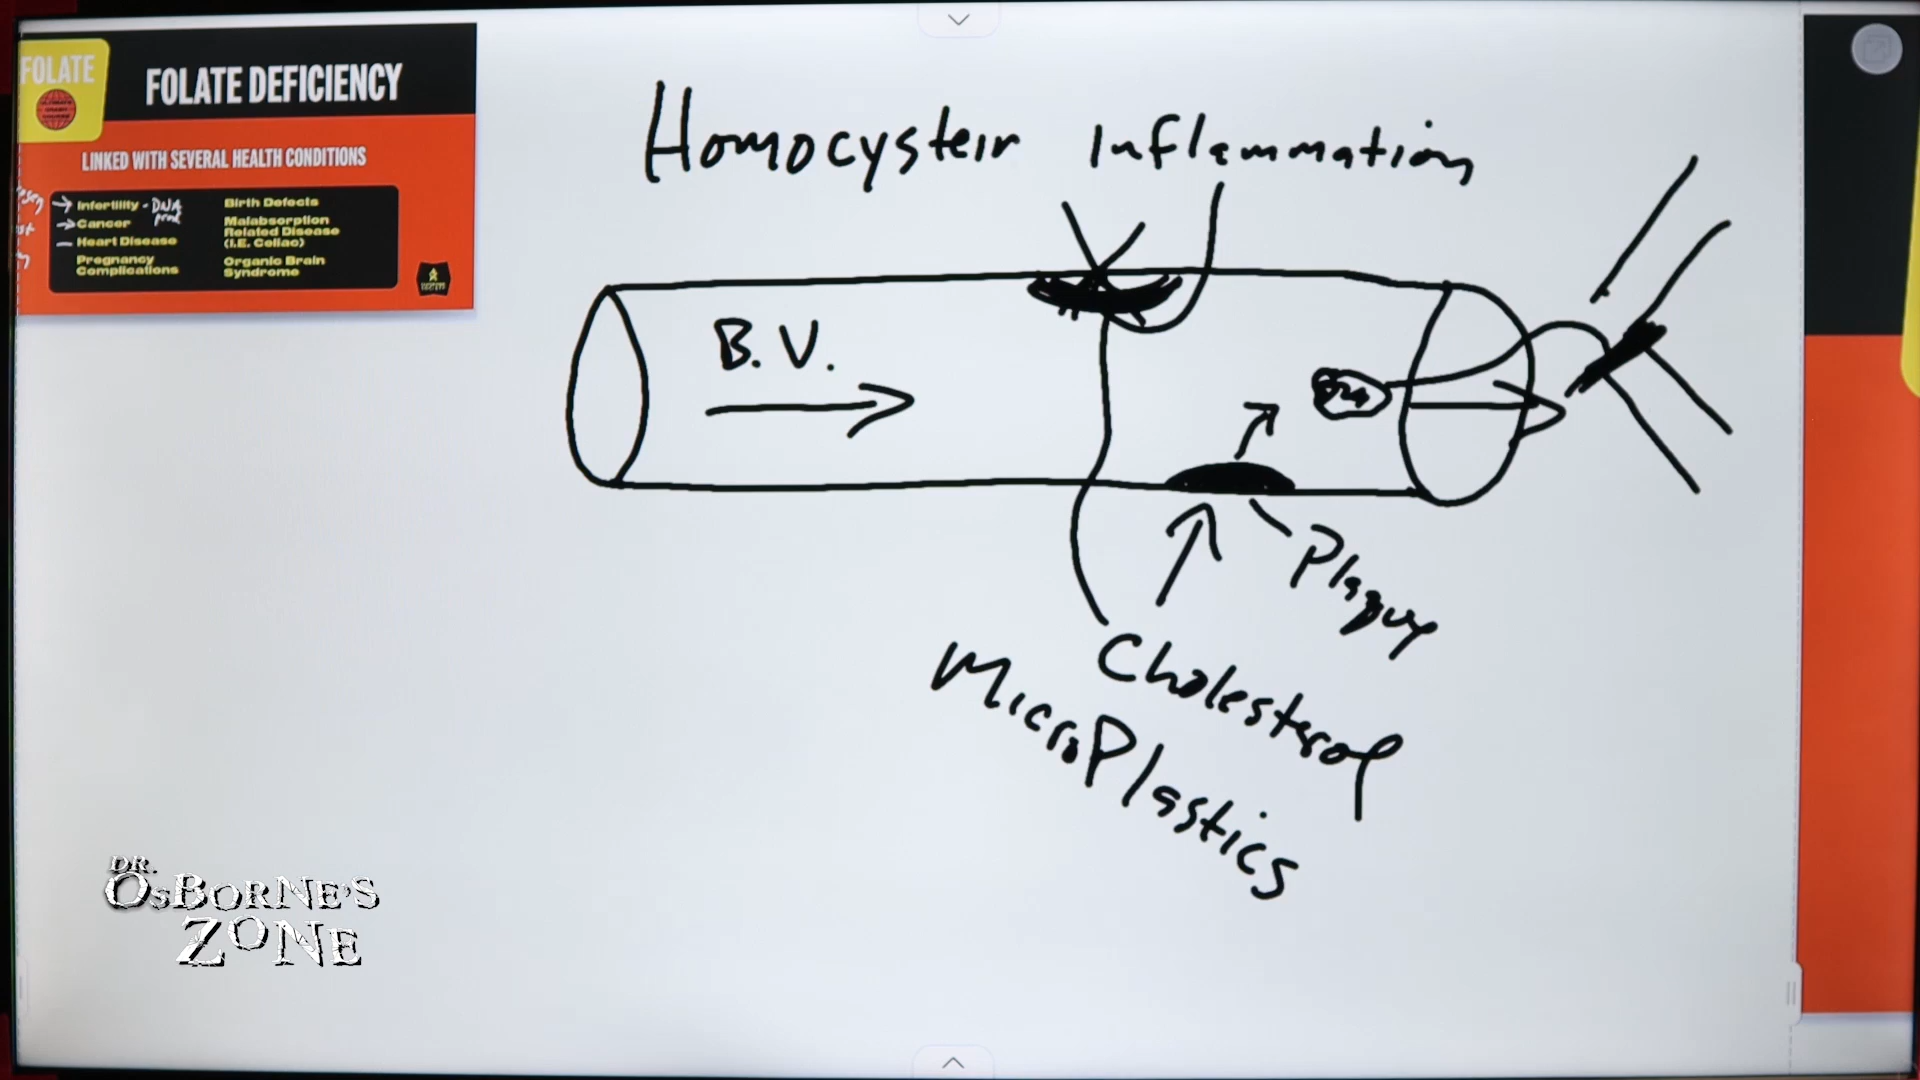 FOLATE
FOLATE DEFICIENCY
LINKED WITH SEVERAL HEALTH CONDITIONS
Infertility - DNA
Cancer
Heart Disease
Pregnancy
Complications
Birth Defects
Malabsorption
Related Disease
(I.E. Celiac)
Organic Brain
Syndrome
Homocystein Inflammation
B.V.
Plaque
Cholesterol
MicroPlastics
DR.
OSBORNE'S
ZONE